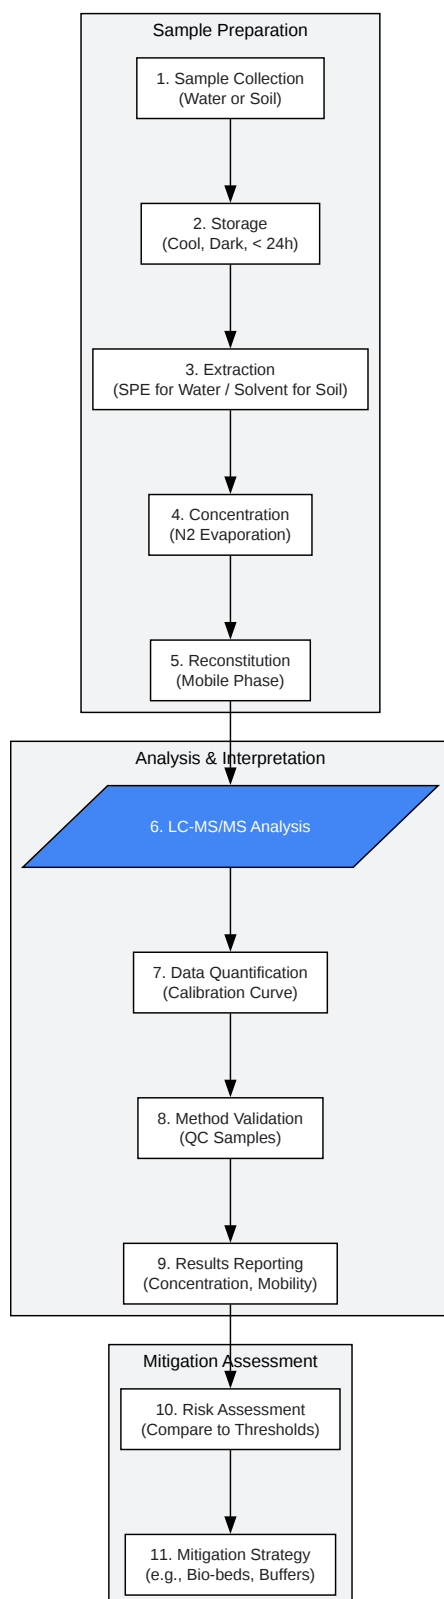 Sample Preparation
1. Sample Collection
(Water or Soil)
2. Storage
(Cool, Dark, < 24h)
3. Extraction
(SPE for Water / Solvent for Soil)
4. Concentration
(N2 Evaporation)
5. Reconstitution
(Mobile Phase)
Analysis & Interpretation
6. LC-MS/MS Analysis
7. Data Quantification
(Calibration Curve)
8. Method Validation
(QC Samples)
9. Results Reporting
(Concentration, Mobility)
Mitigation Assessment
10. Risk Assessment
(Compare to Thresholds)
11. Mitigation Strategy
(e.g., Bio-beds, Buffers)